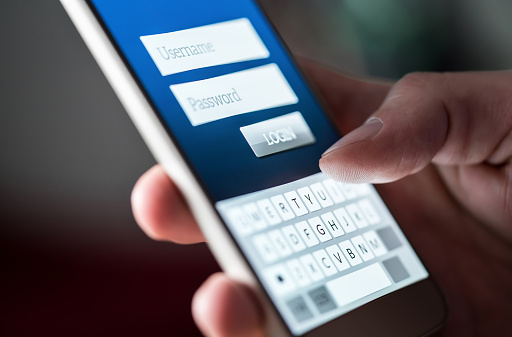 Username
Password
LOGIN
E R T Y U
D F G H J K
X C V B N M